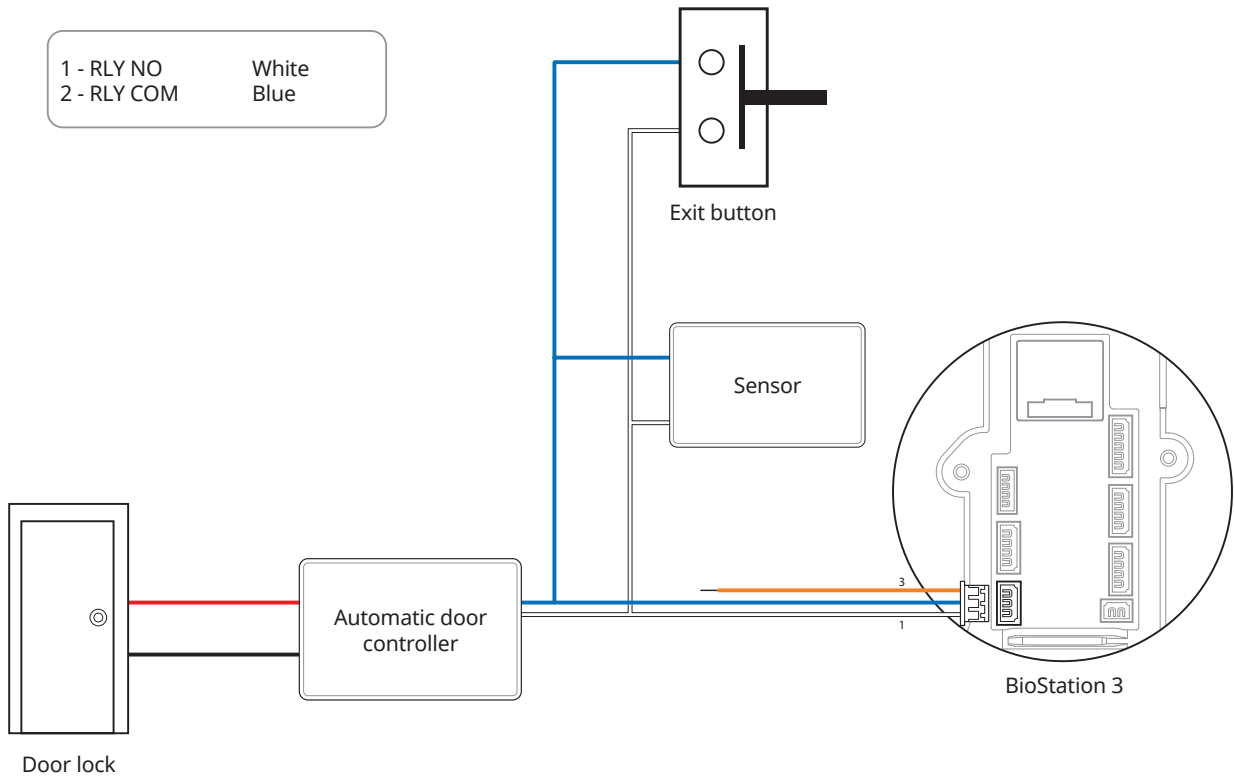 1 - RLY NO White
2 - RLY COM Blue
Exit button
Sensor
3
Automatic door
controller
1
BioStation 3
Door lock